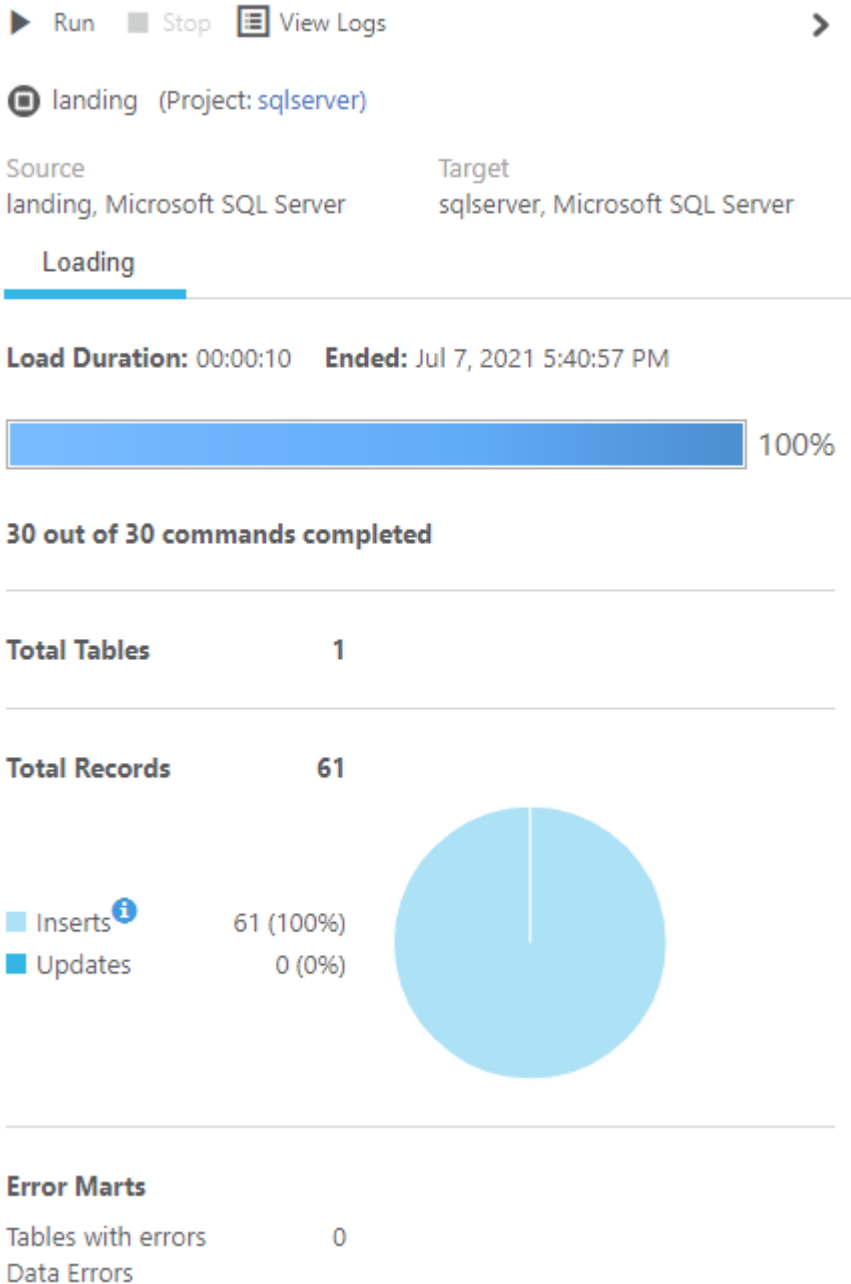 Run Stop View Logs
landing (Project: sqlserver)
Source Target
landing, Microsoft SQL Server sqlserver, Microsoft SQL Server
Loading
Load Duration: 00:00:10 Ended: Jul 7, 2021 5:40:57 PM
100%
30 out of 30 commands completed
Total Tables 1
Total Records 61
Inserts 61 (100%)
Updates 0 (0%)
Error Marts
Tables with errors 0
Data Errors